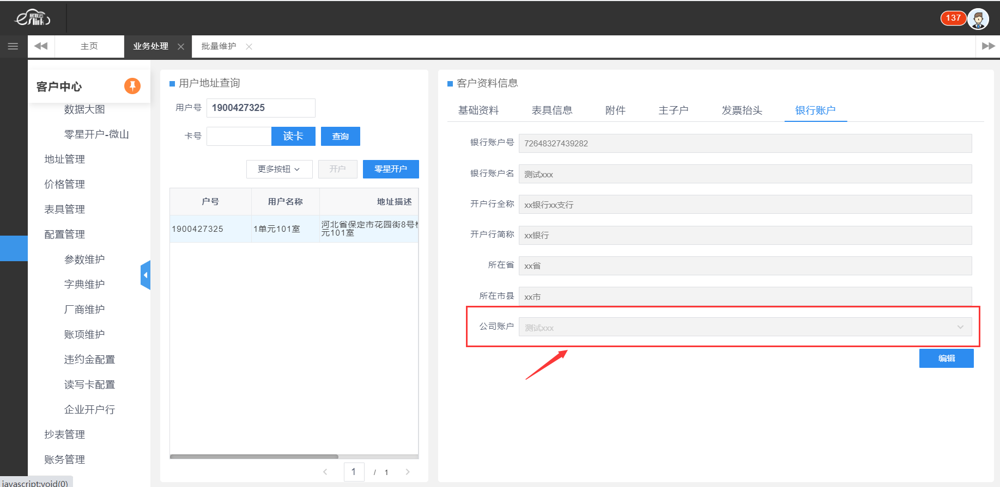 易联云
eslink
137
主页
业务处理
批量维护
客户中心
数据大图
零星开户-微山
地址管理
价格管理
表具管理
配置管理
参数维护
字典维护
厂商维护
账项维护
违约金配置
读写卡配置
企业开户行
抄表管理
账务管理
javascript:void(0)
用户地址查询
用户号 1900427325
卡号 读卡 查询
更多按钮 开户 零星开户
户号 用户名称 地址描述
1900427325 1单元101室 河北省保定市花园街8号
元101室
1 / 1
客户资料信息
基础资料 表具信息 附件 主子户 发票抬头 银行账户
银行账户号 72648327439282
银行账户名 测试xxx
开户行全称 xx银行xx支行
开户行简称 xx银行
所在省 xx省
所在市县 xx市
公司账户 测试xxx
编辑